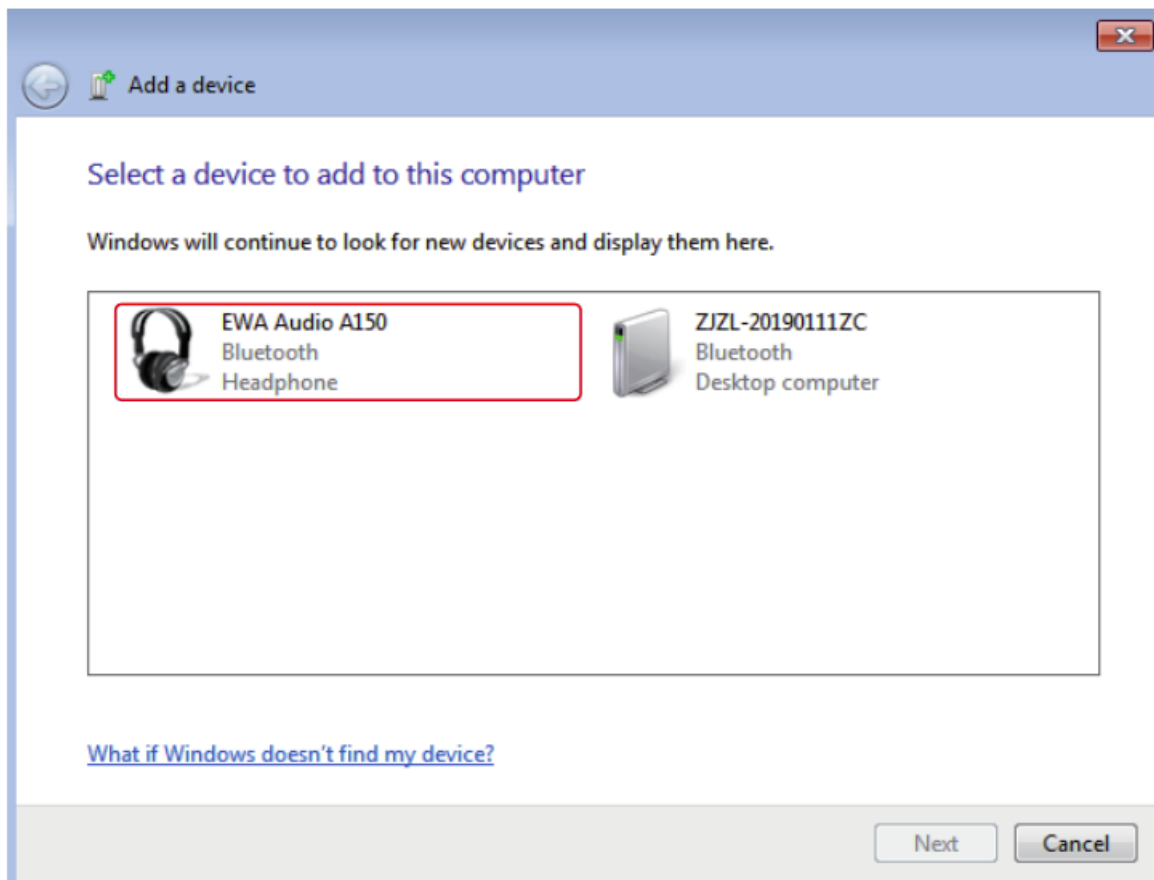 Add a device
Select a device to add to this computer
Windows will continue to look for new devices and display them here.
EWA Audio A150
Bluetooth
Headphone
ZJZL-20190111ZC
Bluetooth
Desktop computer
What if Windows doesn't find my device?
Next
Cancel